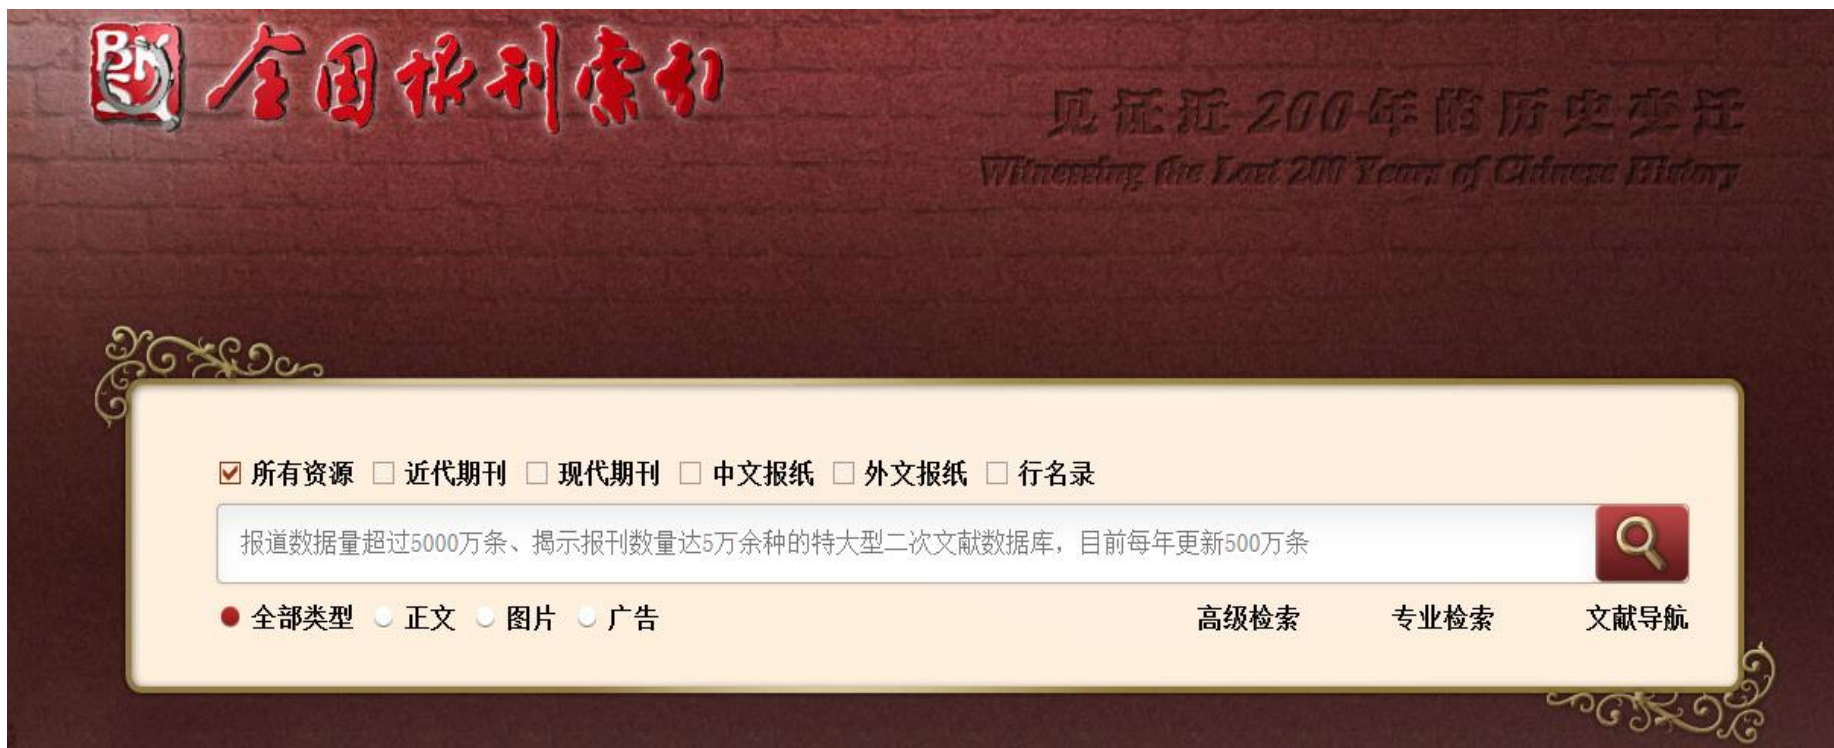 全国报刊索引
见证近200年的历史变迁
Witnessing the Last 200 Years of Chinese History
所有资源 近代期刊 现代期刊 中文报纸 外文报纸 行名录
报道数据量超过5000万条、揭示报刊数量达5万余种的特大型二次文献数据库，目前每年更新500万条
全部类型 正文 图片 广告 高级检索 专业检索 文献导航